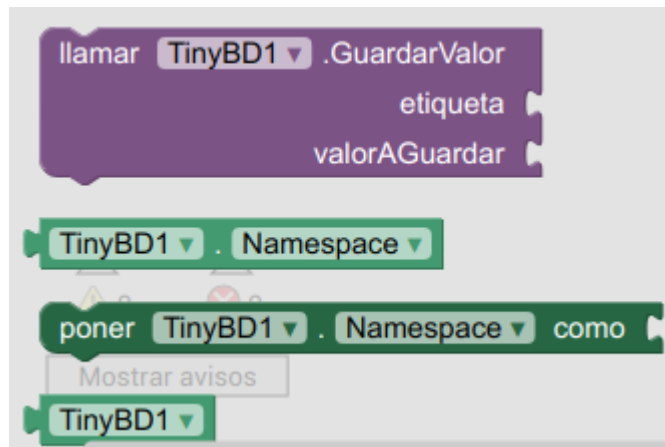 llamar TinyBD1 .GuardarValor
etiqueta
valorAGuardar
TinyBD1 . Namespace
poner TinyBD1 . Namespace como
Mostrar avisos
TinyBD1